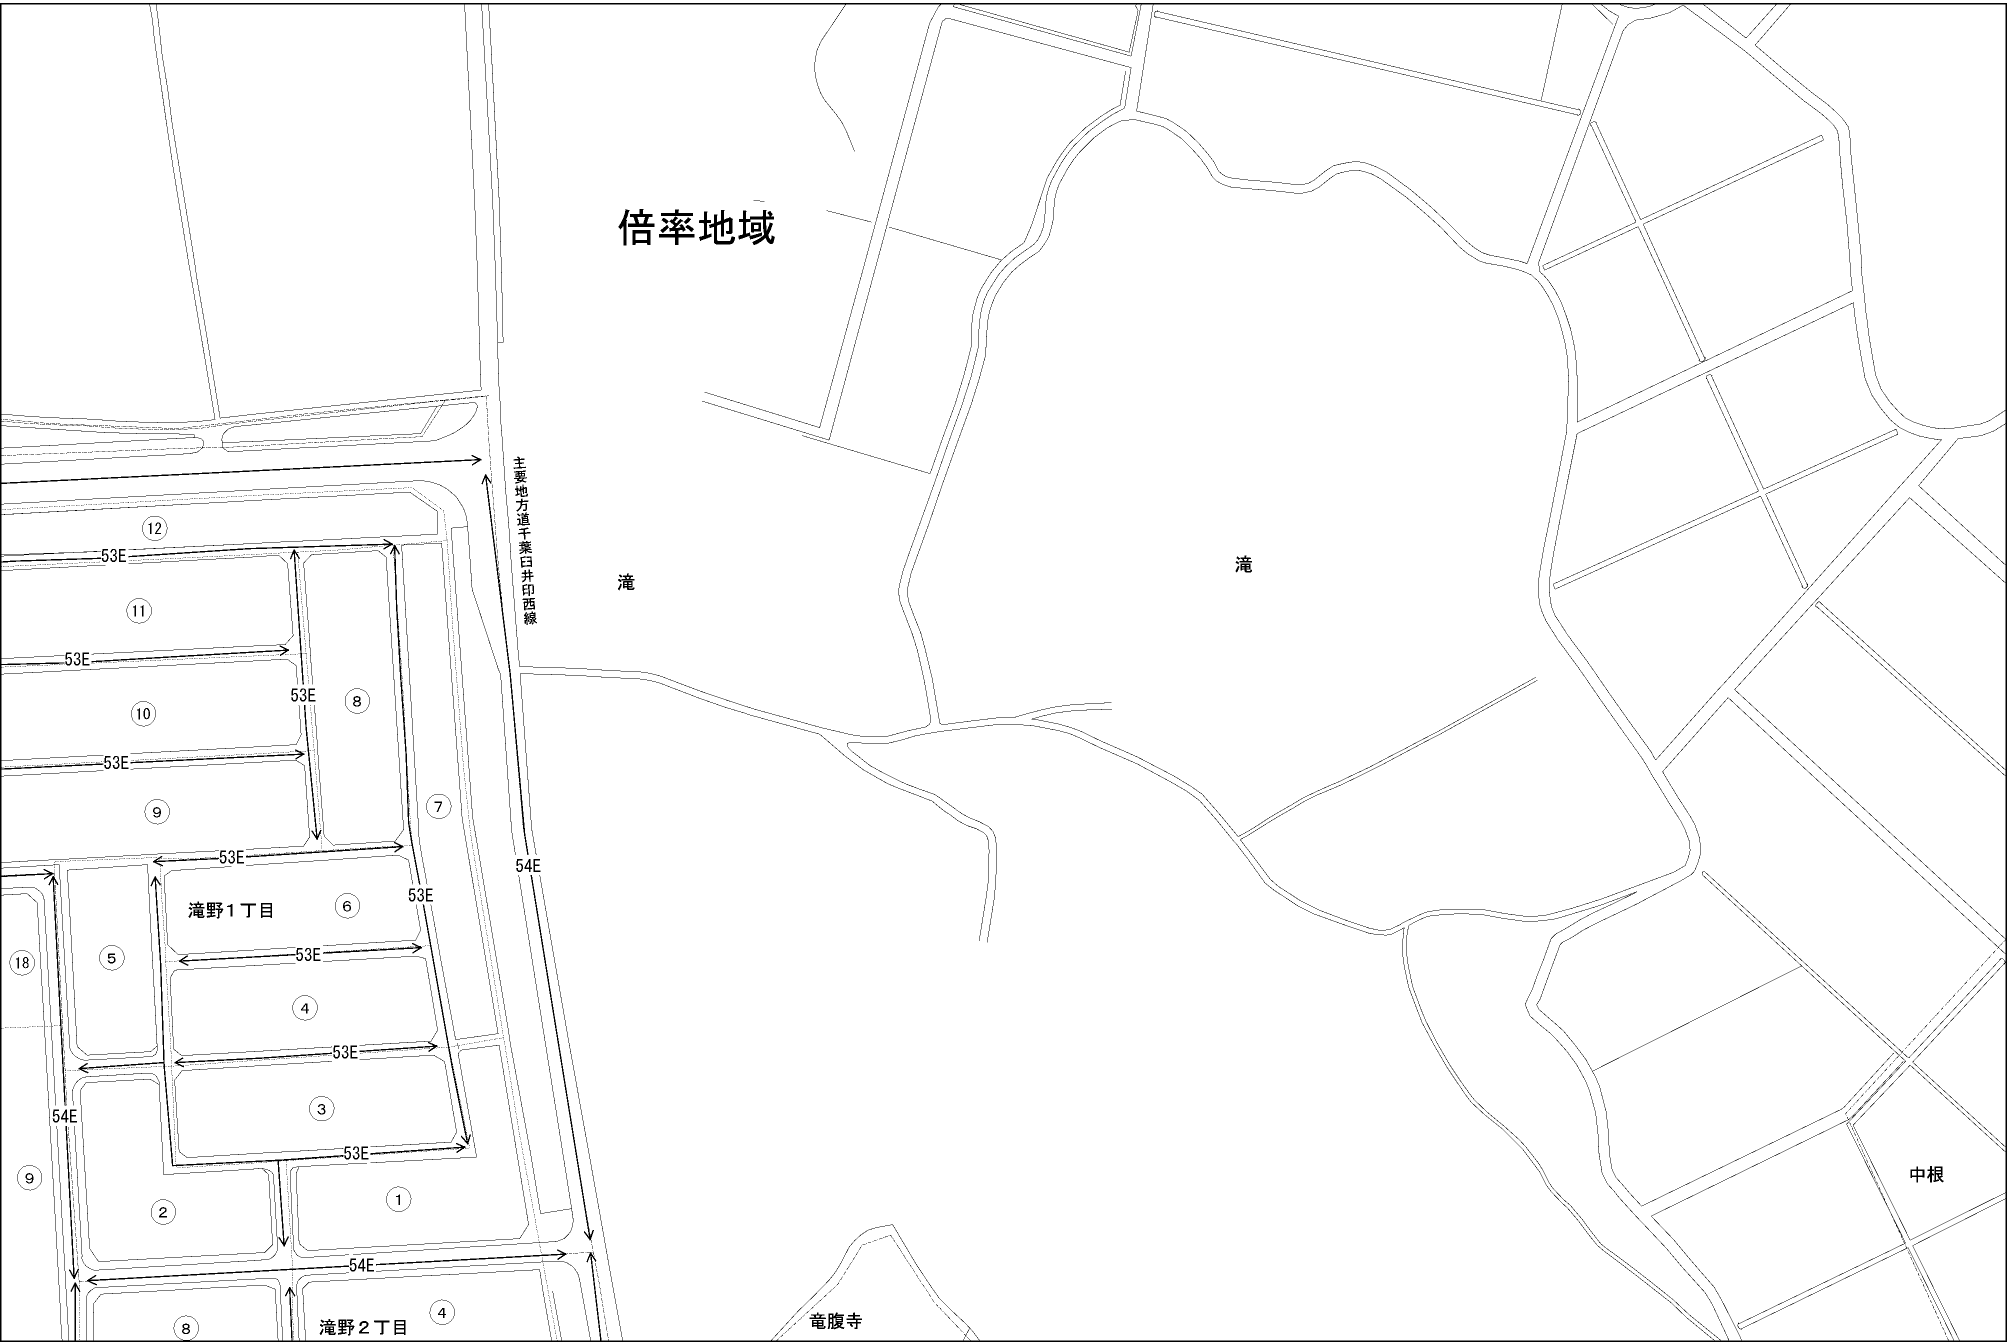 倍率地域
主要地方道千葉臼井印西線
⑫
53E
⑪
滝
滝
53E
53E
⑧
⑩
53E
⑦
⑨
53E
54E
53E
滝野１丁目
⑥
⑱
⑤
53E
④
53E
③
54E
53E
⑨
①
②
中根
54E
④
竜腹寺
⑧
滝野２丁目